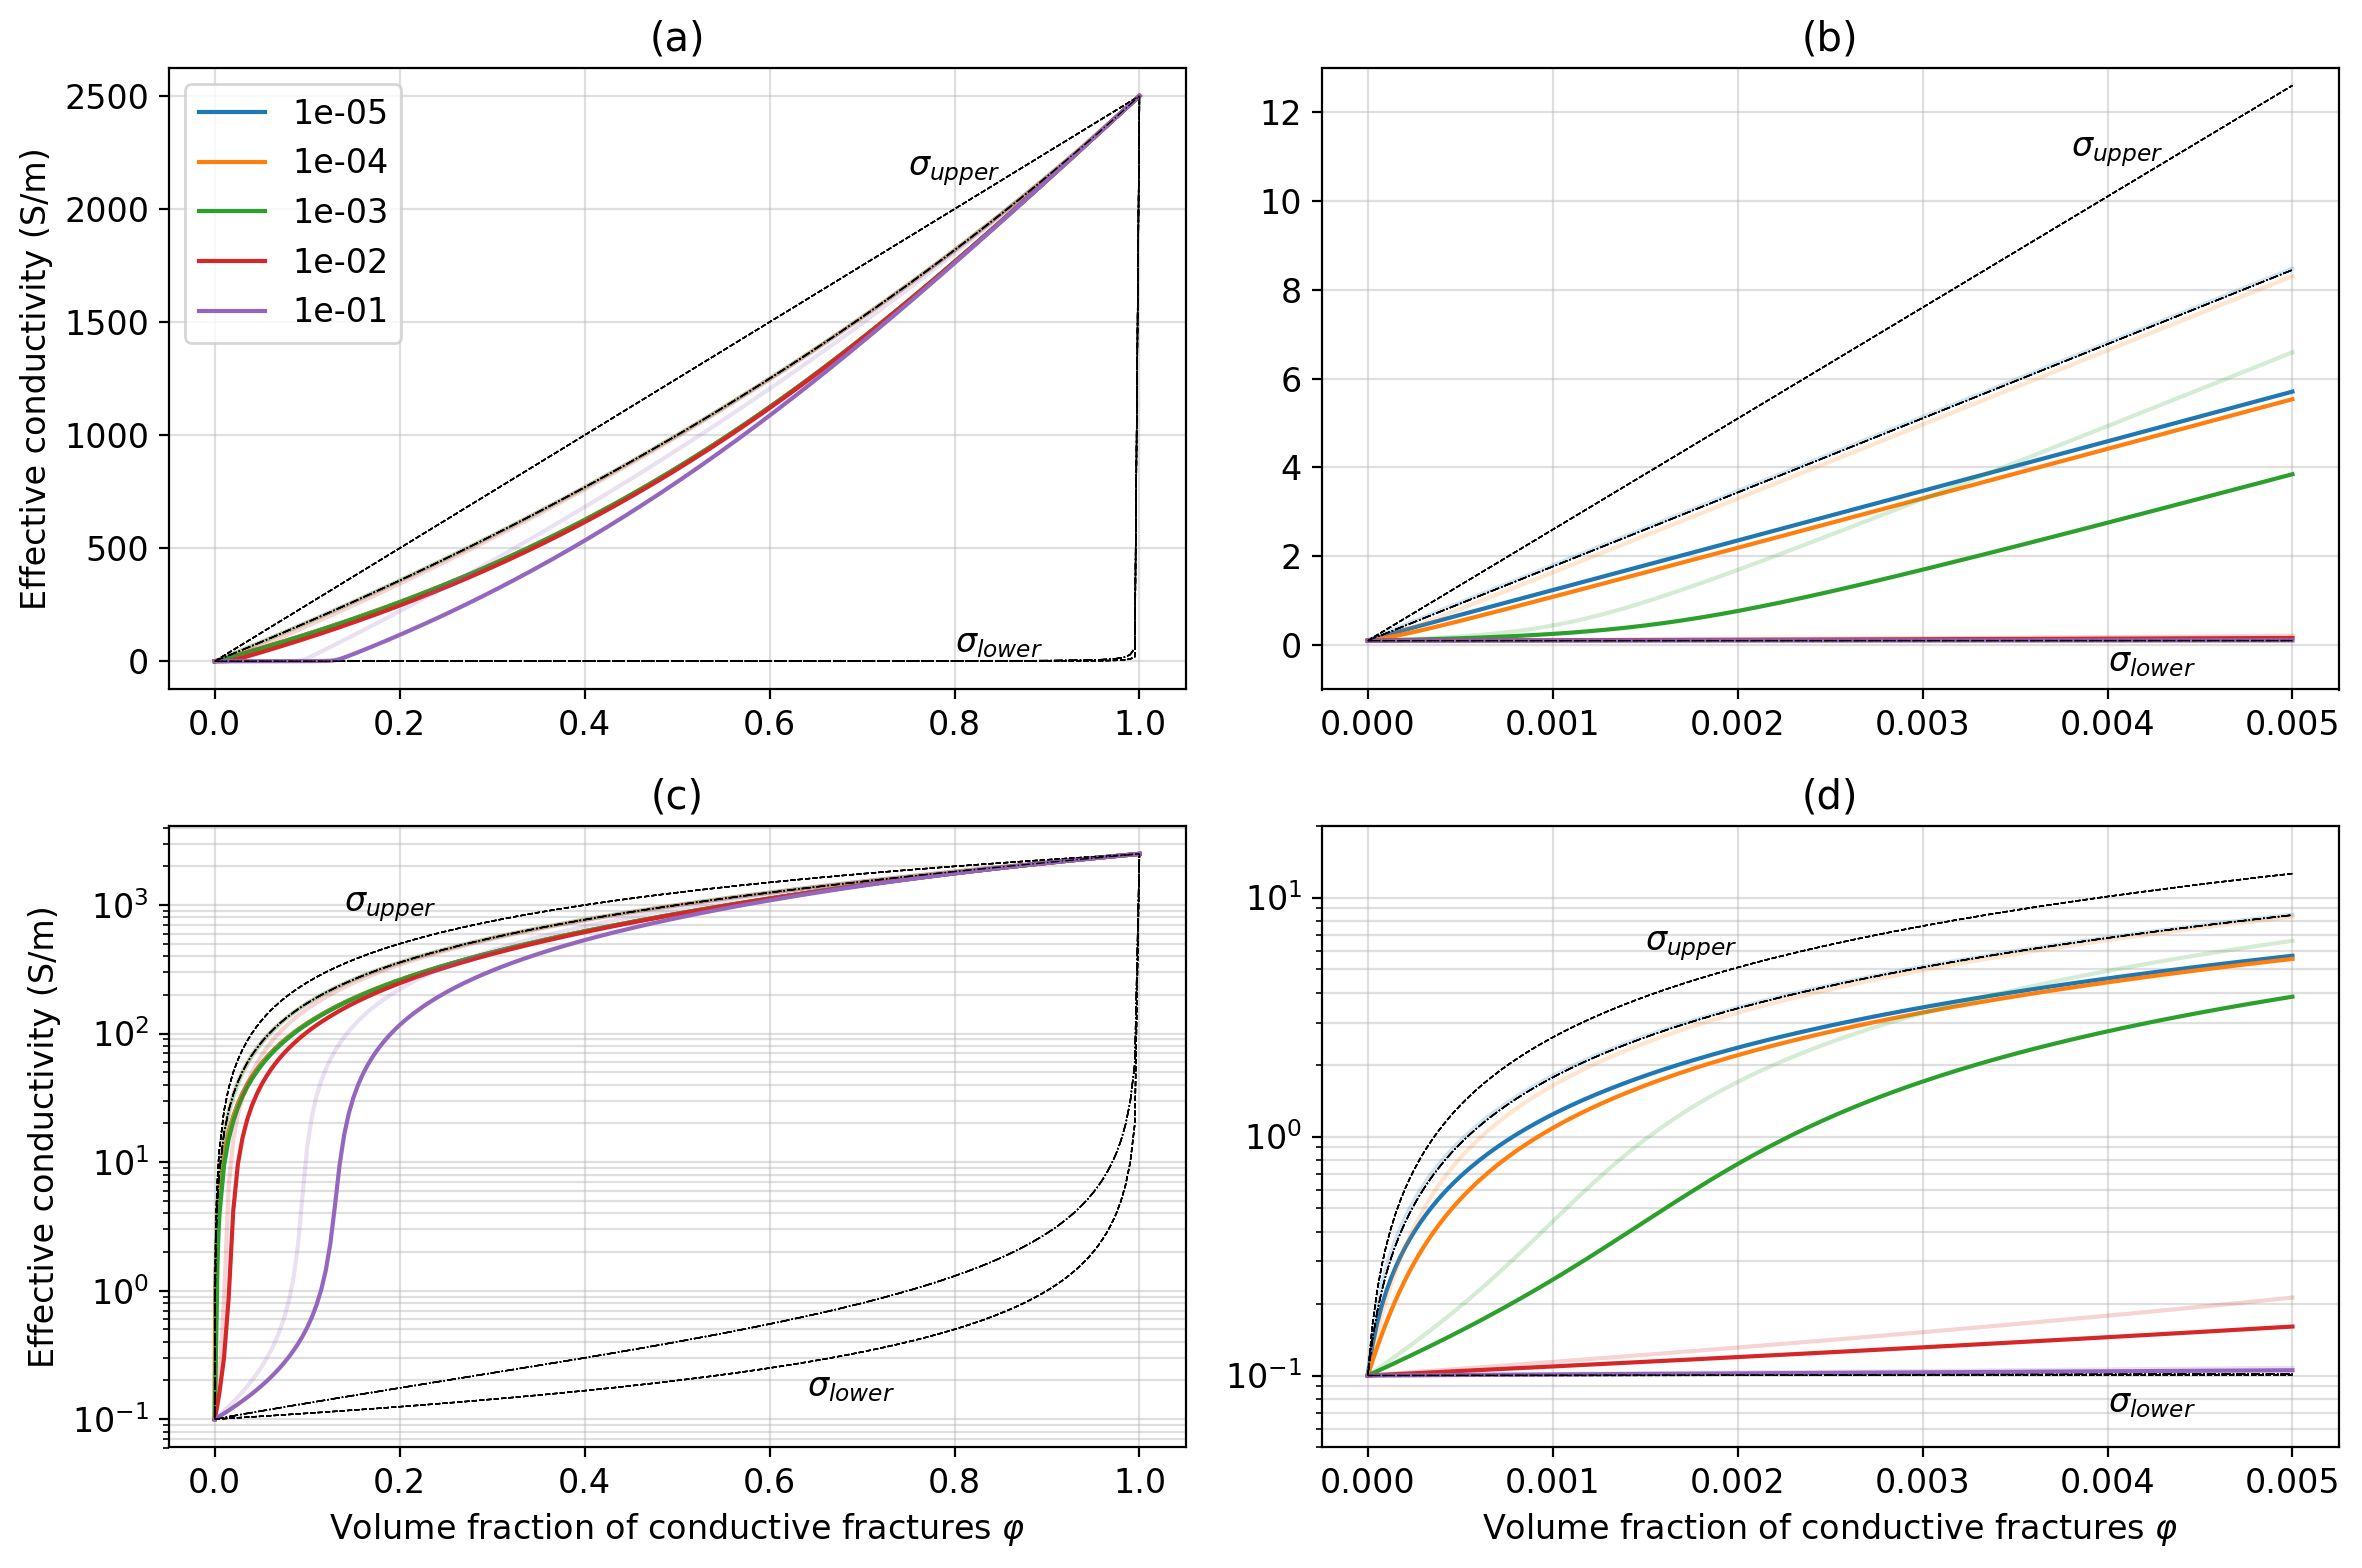 (a)
Effective conductivity (S/m)
2500
2000
1500
1000
500
0
1e-05
1e-04
1e-03
1e-02
1e-01
σupper
σlower
0.0 0.2 0.4 0.6 0.8 1.0
(b)
12
10
8
6
4
2
0
σupper
σlower
0.000 0.001 0.002 0.003 0.004 0.005
(c)
Effective conductivity (S/m)
10³
10²
10¹
10⁰
10⁻¹
σupper
σlower
0.0 0.2 0.4 0.6 0.8 1.0
Volume fraction of conductive fractures φ
(d)
10¹
10⁰
10⁻¹
σupper
σlower
0.000 0.001 0.002 0.003 0.004 0.005
Volume fraction of conductive fractures φ